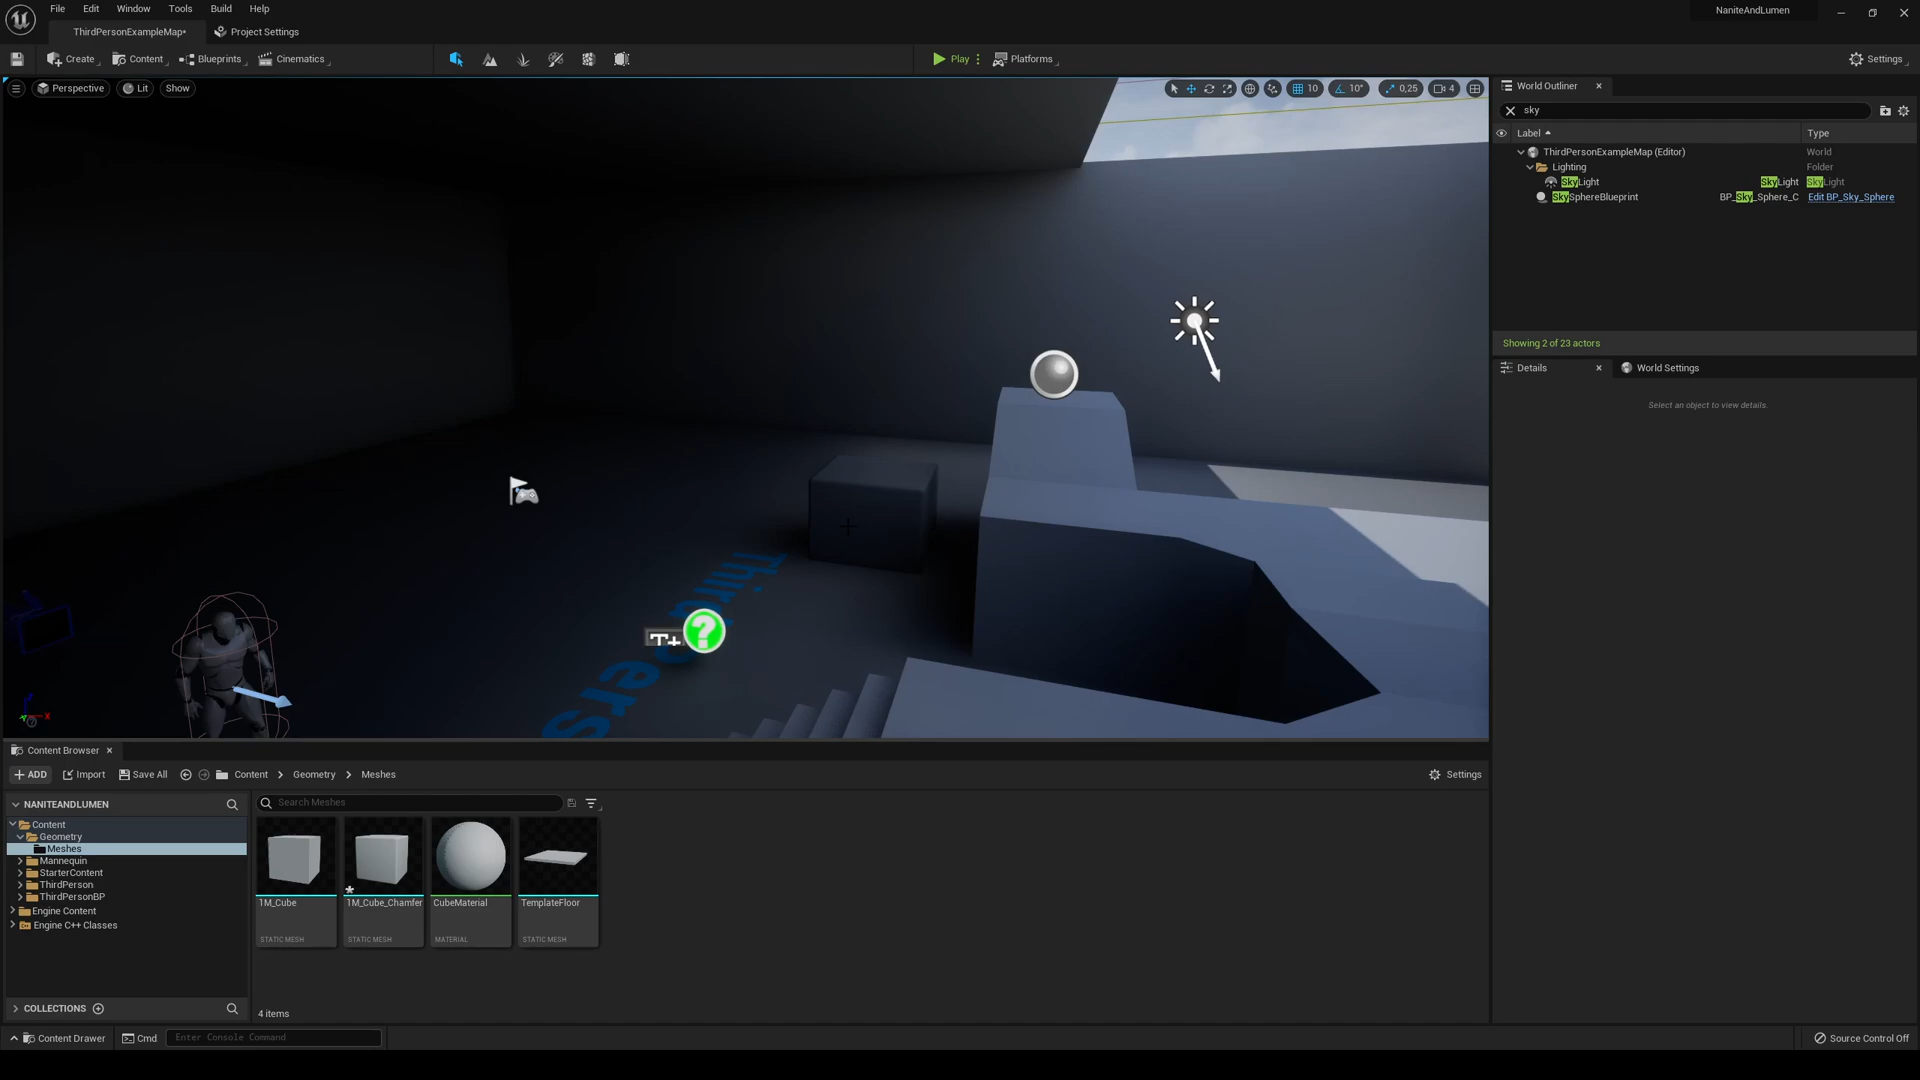 File Edit Window Tools Build Help
NaniteAndLumen
ThirdPersonExampleMap*
Project Settings
Create
Content
Blueprints
Cinematics
Play
Platforms
Settings
Perspective
Lit
Show
10
10°
0,25
4
World Outliner
sky
Label
Type
ThirdPersonExampleMap (Editor)
World
Lighting
Folder
SkyLight
SkyLight
SkyLight
SkySphereBlueprint
BP_Sky_Sphere_C
Edit BP_Sky_Sphere
Showing 2 of 23 actors
Details
World Settings
Select an object to view details.
Third
Pers
T+
?
X
Content Browser
ADD
Import
Save All
Content
Geometry
Meshes
Settings
NANITEANDLUMEN
Search Meshes
Content
Geometry
Meshes
Mannequin
StarterContent
ThirdPerson
ThirdPersonBP
Engine Content
Engine C++ Classes
1M_Cube
STATIC MESH
1M_Cube_Chamfer
STATIC MESH
CubeMaterial
MATERIAL
TemplateFloor
STATIC MESH
COLLECTIONS
4 items
Content Drawer
Cmd
Enter Console Command
Source Control Off